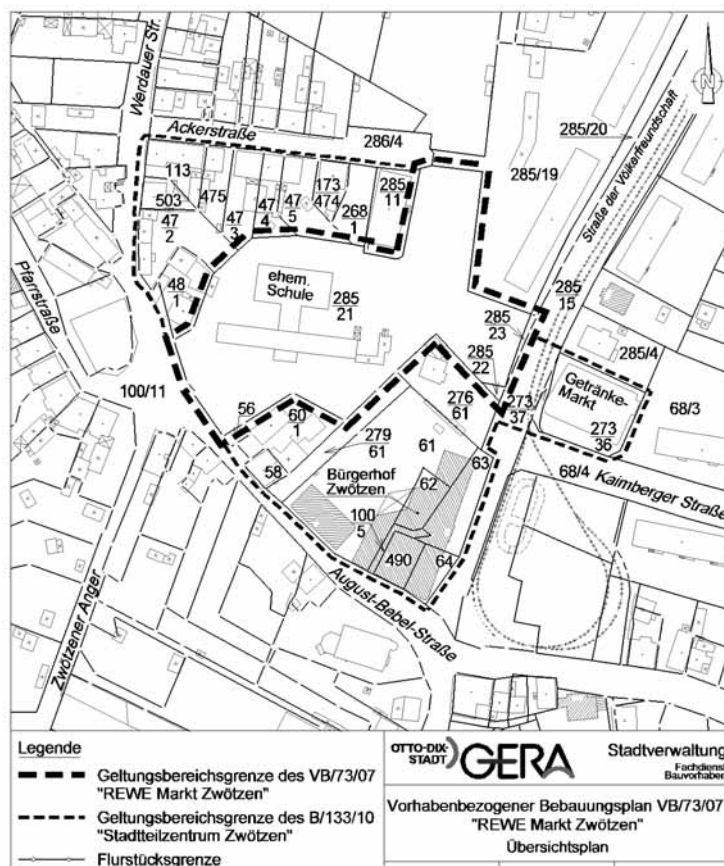 Werdauer Str.
Ackerstraße
286/4
285/20
285/19
Straße der Völkerfreundschaft
N
113
503
475
47
2
47
3
47
4
47
5
173
474
268
1
285
11
Pfarrstraße
48
1
ehem.
Schule
285
21
285
15
285
23
285
22
285/4
Getränke-
Markt
273
37
273
36
68/3
100/11
56
60
1
276
61
279
61
61
58
Bürgerhof
Zwötzen
62
63
68/4
Kaimberger Straße
100
5
490
64
Zwötzener Anger
August-Bebel-Straße
Legende
Geltungsbereichsgrenze des VB/73/07
"REWE Markt Zwötzen"
Geltungsbereichsgrenze des B/133/10
"Stadtteilzentrum Zwötzen"
Flurstücksgrenze
OTTO-DIX-
STADT
GERA
Stadtverwaltung
Fachdienst
Bauvorhaben
Vorhabenbezogener Bebauungsplan VB/73/07
"REWE Markt Zwötzen"
Übersichtsplan